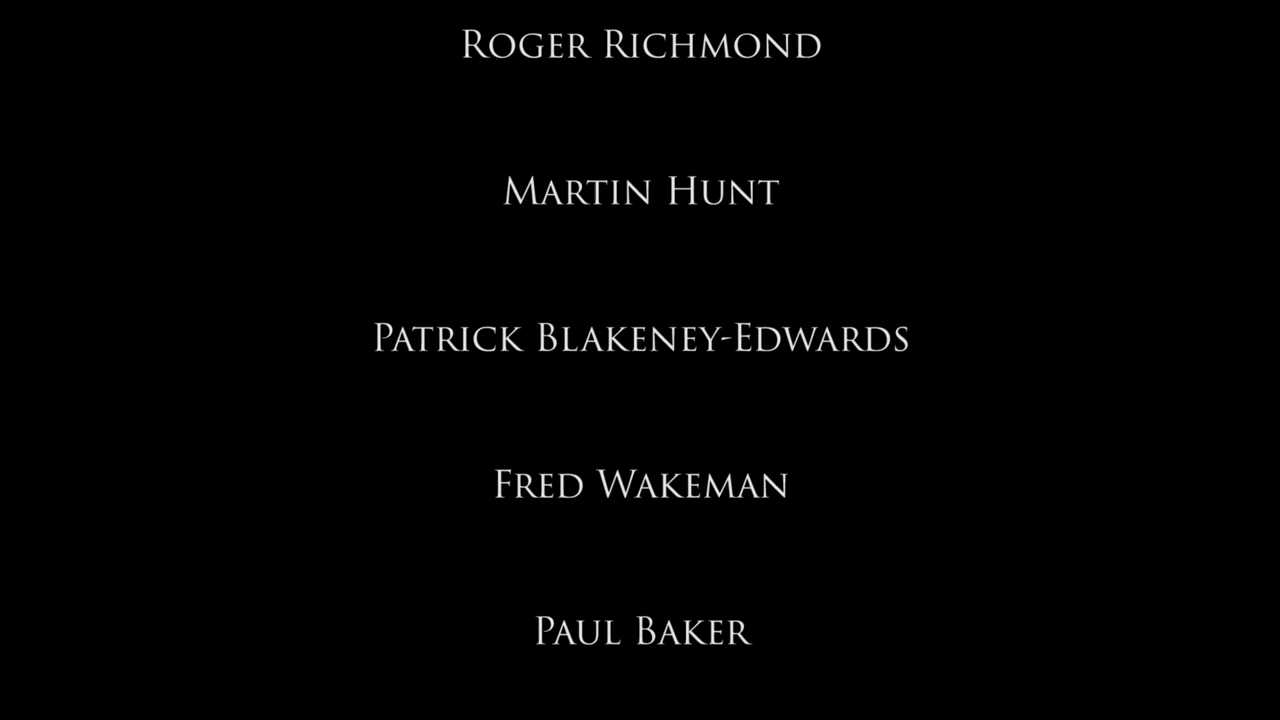 Roger Richmond
Martin Hunt
Patrick Blakeney-Edwards
Fred Wakeman
Paul Baker